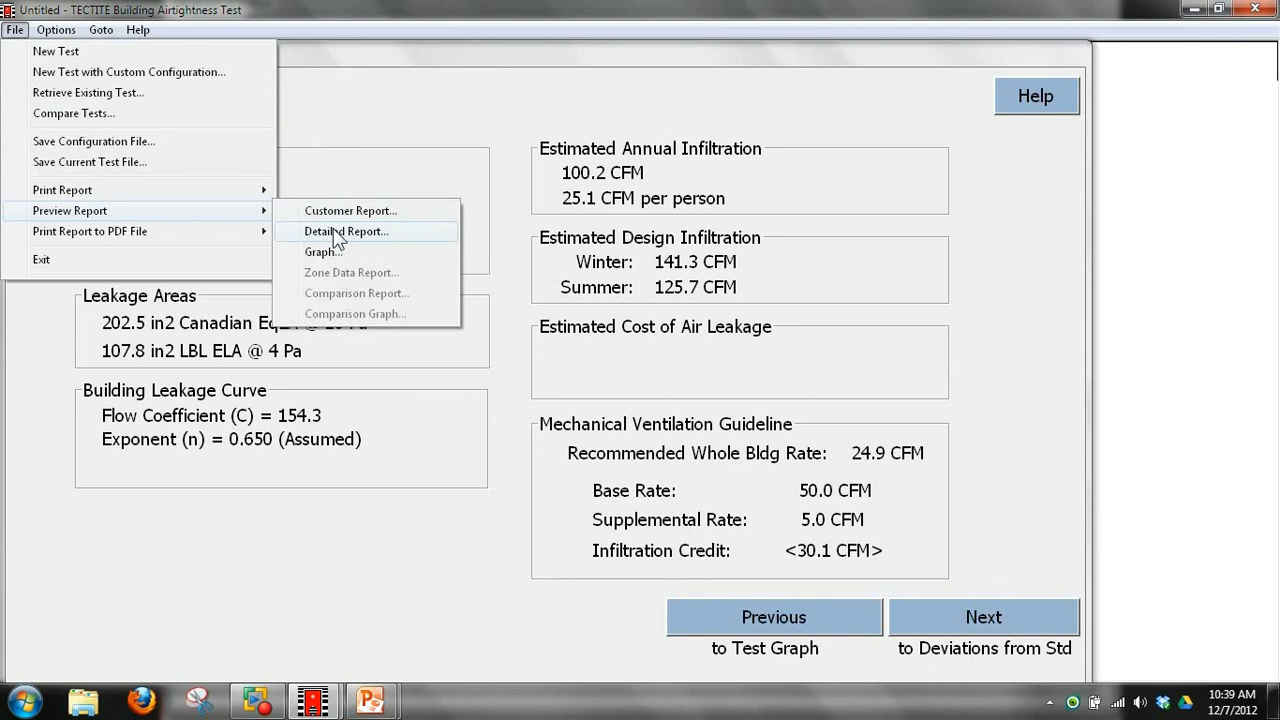 Untitled - TECTITE Building Airtightness Test
File Options Goto Help
New Test
New Test with Custom Configuration...
Retrieve Existing Test...
Compare Tests...
Save Configuration File...
Save Current Test File...
Print Report
Preview Report
Print Report to PDF File
Exit
Customer Report...
Detailed Report...
Graph...
Zone Data Report...
Comparison Report...
Comparison Graph...
Help
Leakage Areas
202.5 in2 Canadian
107.8 in2 LBL ELA @ 4 Pa
Building Leakage Curve
Flow Coefficient (C) = 154.3
Exponent (n) = 0.650 (Assumed)
Estimated Annual Infiltration
100.2 CFM
25.1 CFM per person
Estimated Design Infiltration
Winter: 141.3 CFM
Summer: 125.7 CFM
Estimated Cost of Air Leakage
Mechanical Ventilation Guideline
Recommended Whole Bldg Rate: 24.9 CFM
Base Rate: 50.0 CFM
Supplemental Rate: 5.0 CFM
Infiltration Credit: <30.1 CFM>
Previous
to Test Graph
Next
to Deviations from Std
10:39 AM
12/7/2012